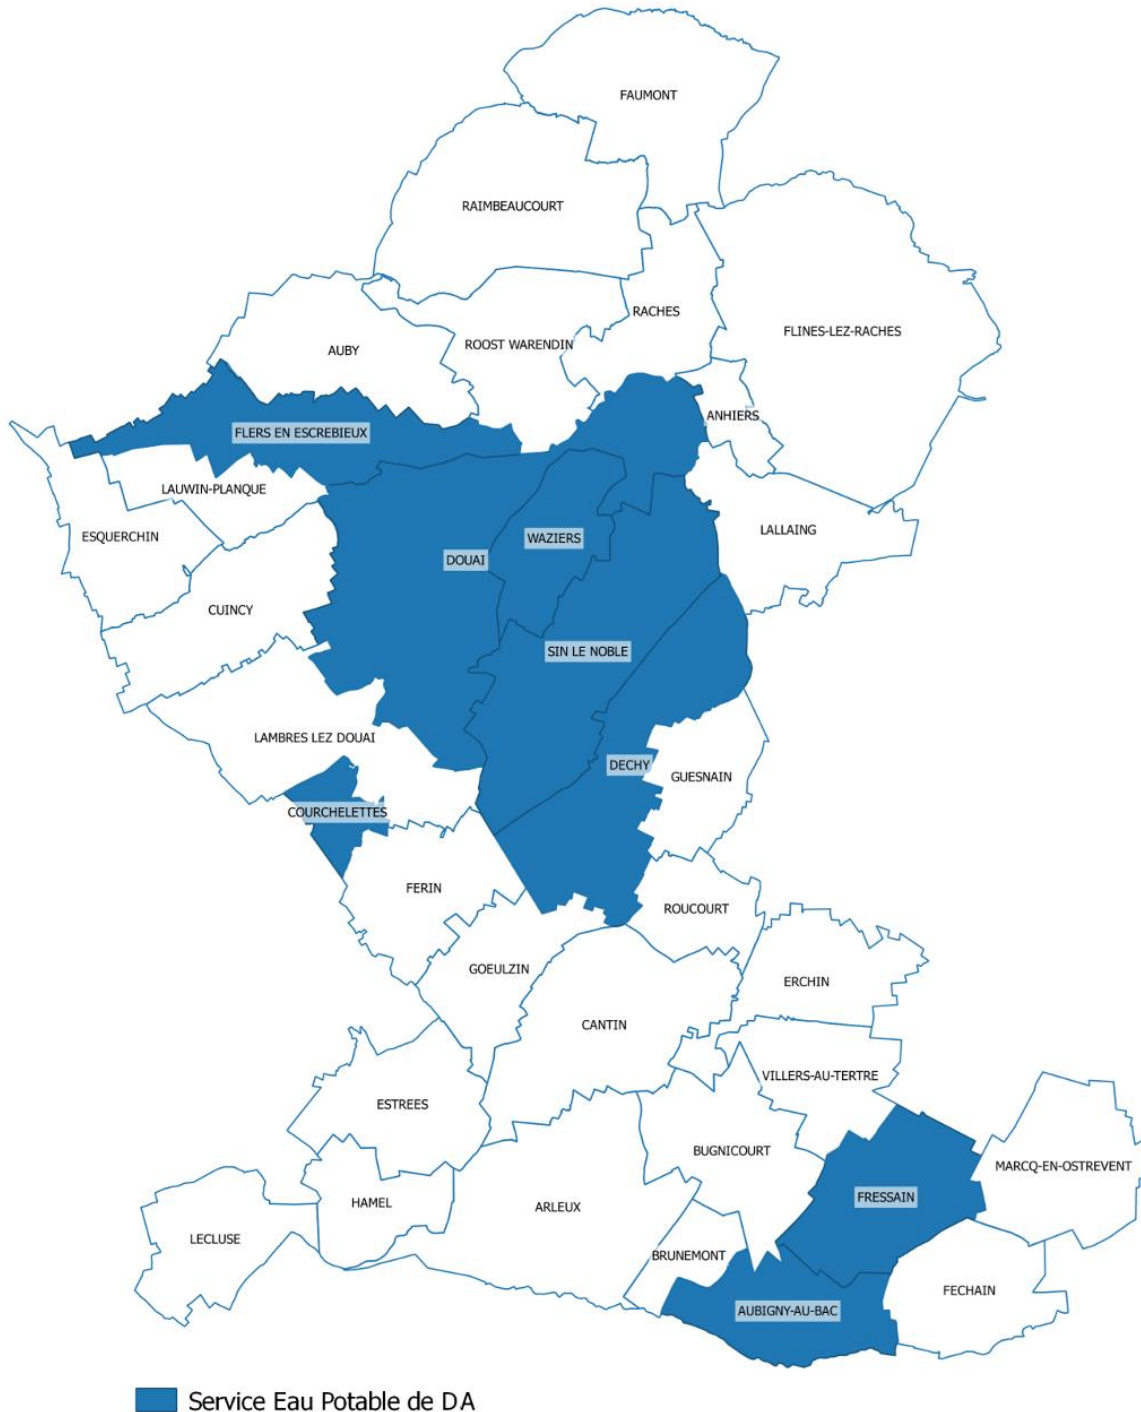 FAUMONT
RAIMBEAUCOURT
RACHES
FLINES-LEZ-RACHES
ROOST WARENDIN
AUBY
ANHIERS
FLERS EN ESCREBIEUX
LAUWIN-PLANQUE
LALLAING
ESQUERCHIN
WAZIERS
DOUAI
CUINCY
SIN LE NOBLE
LAMBRES LEZ DOUAI
DECHY
GUESNAIN
COURCHELETTES
FERIN
ROUCOURT
GOEULZIN
ERCHIN
CANTIN
VILLERS-AU-TERTRE
ESTREES
BUGNICOURT
MARCQ-EN-OSTREVENT
FRESSAIN
HAMEL
ARLEUX
LECLUSE
BRUNEMONT
FECHAIN
AUBIGNY-AU-BAC
Service Eau Potable de DA